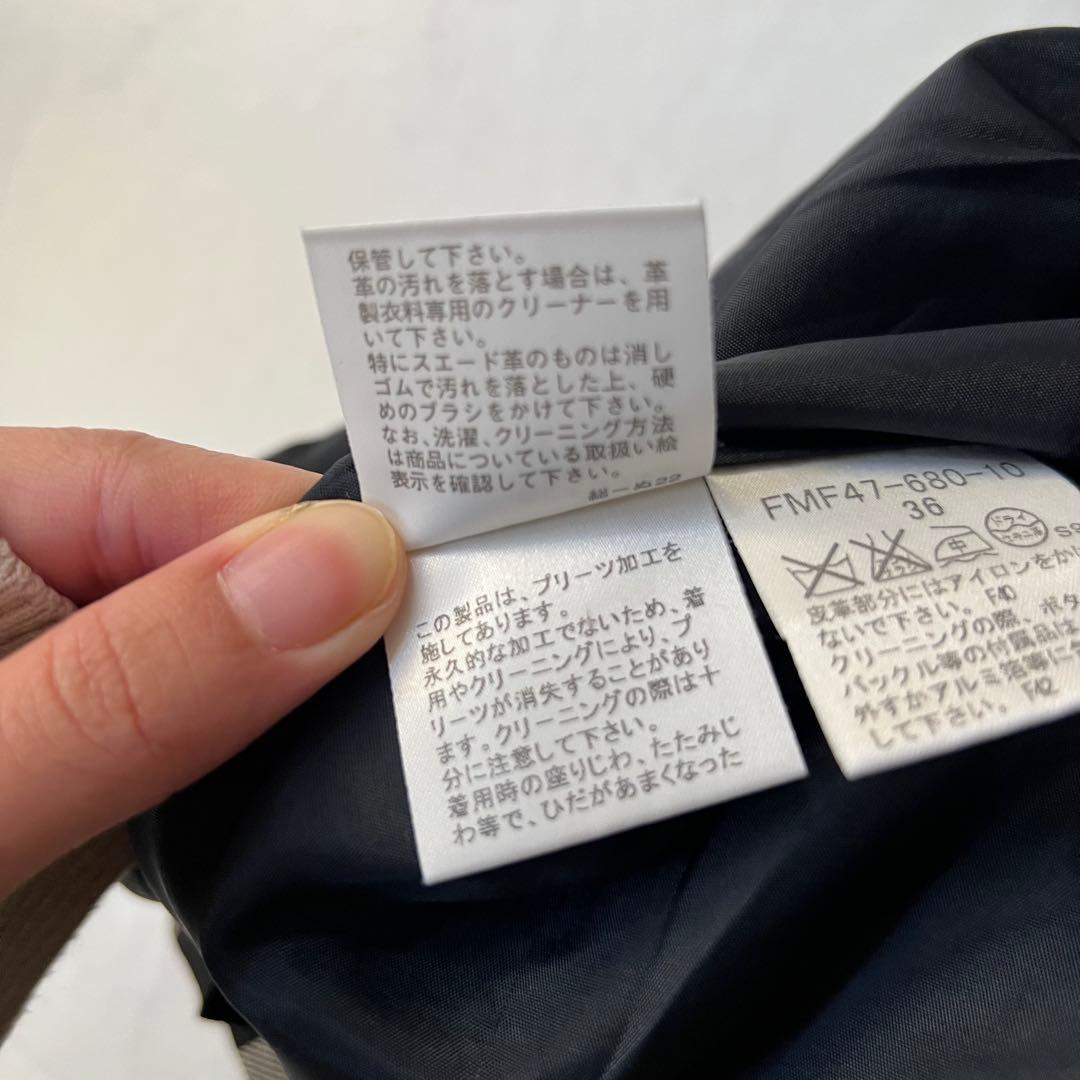 保管して下さい。
革の汚れを落とす場合は、革
製衣料専用のクリーナーを用
いて下さい。
特にスエード革のものは消し
ゴムで汚れを落とした上、硬
めのブラシをかけて下さい。
なお、洗濯、クリーニング方法
は商品についている取扱い絵
表示を確認して下さい。
この製品は、プリーツ加工を
施してあります。
永久的な加工でないため、着
用やクリーニングにより、プ
リーツが消失することがあり
ます。クリーニングの際は十
分に注意して下さい。
着用時の座りじわ、たたみじ
わ等で、ひだがあまくなった
FMF47-680-10
36
中 ドライ
皮革部分にはアイロンをかけ
ないで下さい。 F40
クリーニングの際、ボタ
バックル等の付属品は
外すかアルミ箔等に
して下さい。 F42